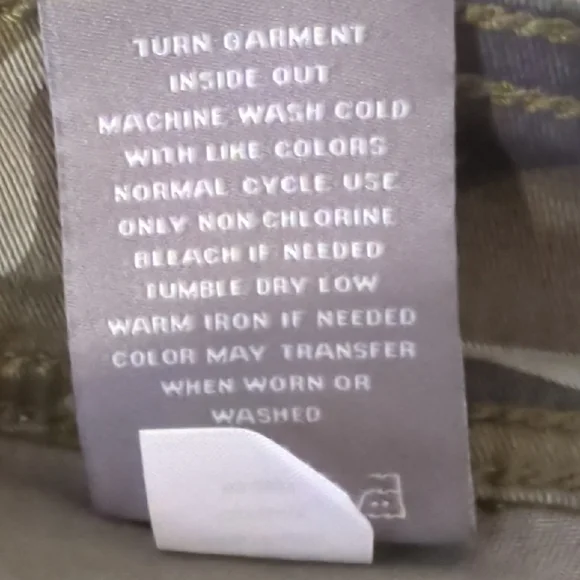 TURN GARMENT
INSIDE OUT
MACHINE WASH COLD
WITH LIKE COLORS
NORMAL CYCLE USE
ONLY NON CHLORINE
BLEACH IF NEEDED
TUMBLE DRY LOW
WARM IRON IF NEEDED
COLOR MAY TRANSFER
WHEN WORN OR
WASHED